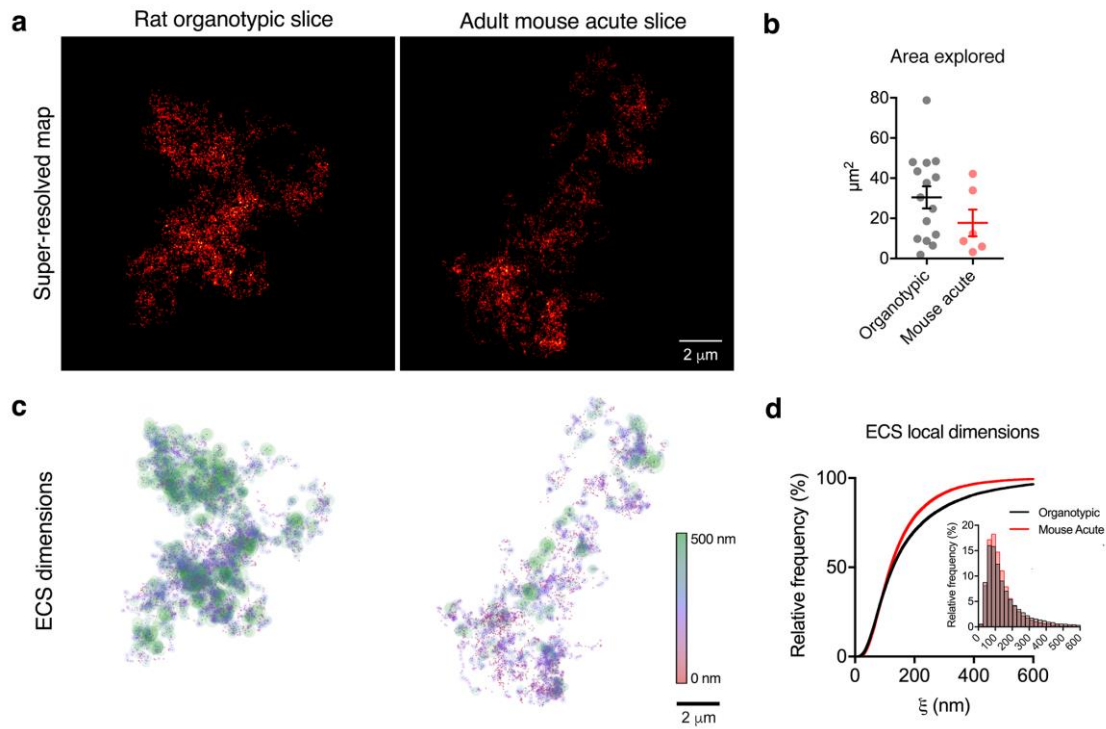 a
Rat organotypic slice
Adult mouse acute slice
Super-resolved map
2 μm
b
Area explored
μm²
80
60
40
20
0
Organotypic
Mouse acute
c
ECS dimensions
500 nm
0 nm
2 μm
d
ECS local dimensions
Relative frequency (%)
100
50
0
0
200
400
600
ξ (nm)
Organotypic
Mouse Acute
Relative frequency (%)
20
15
10
5
0
0
100
200
300
400
500
600